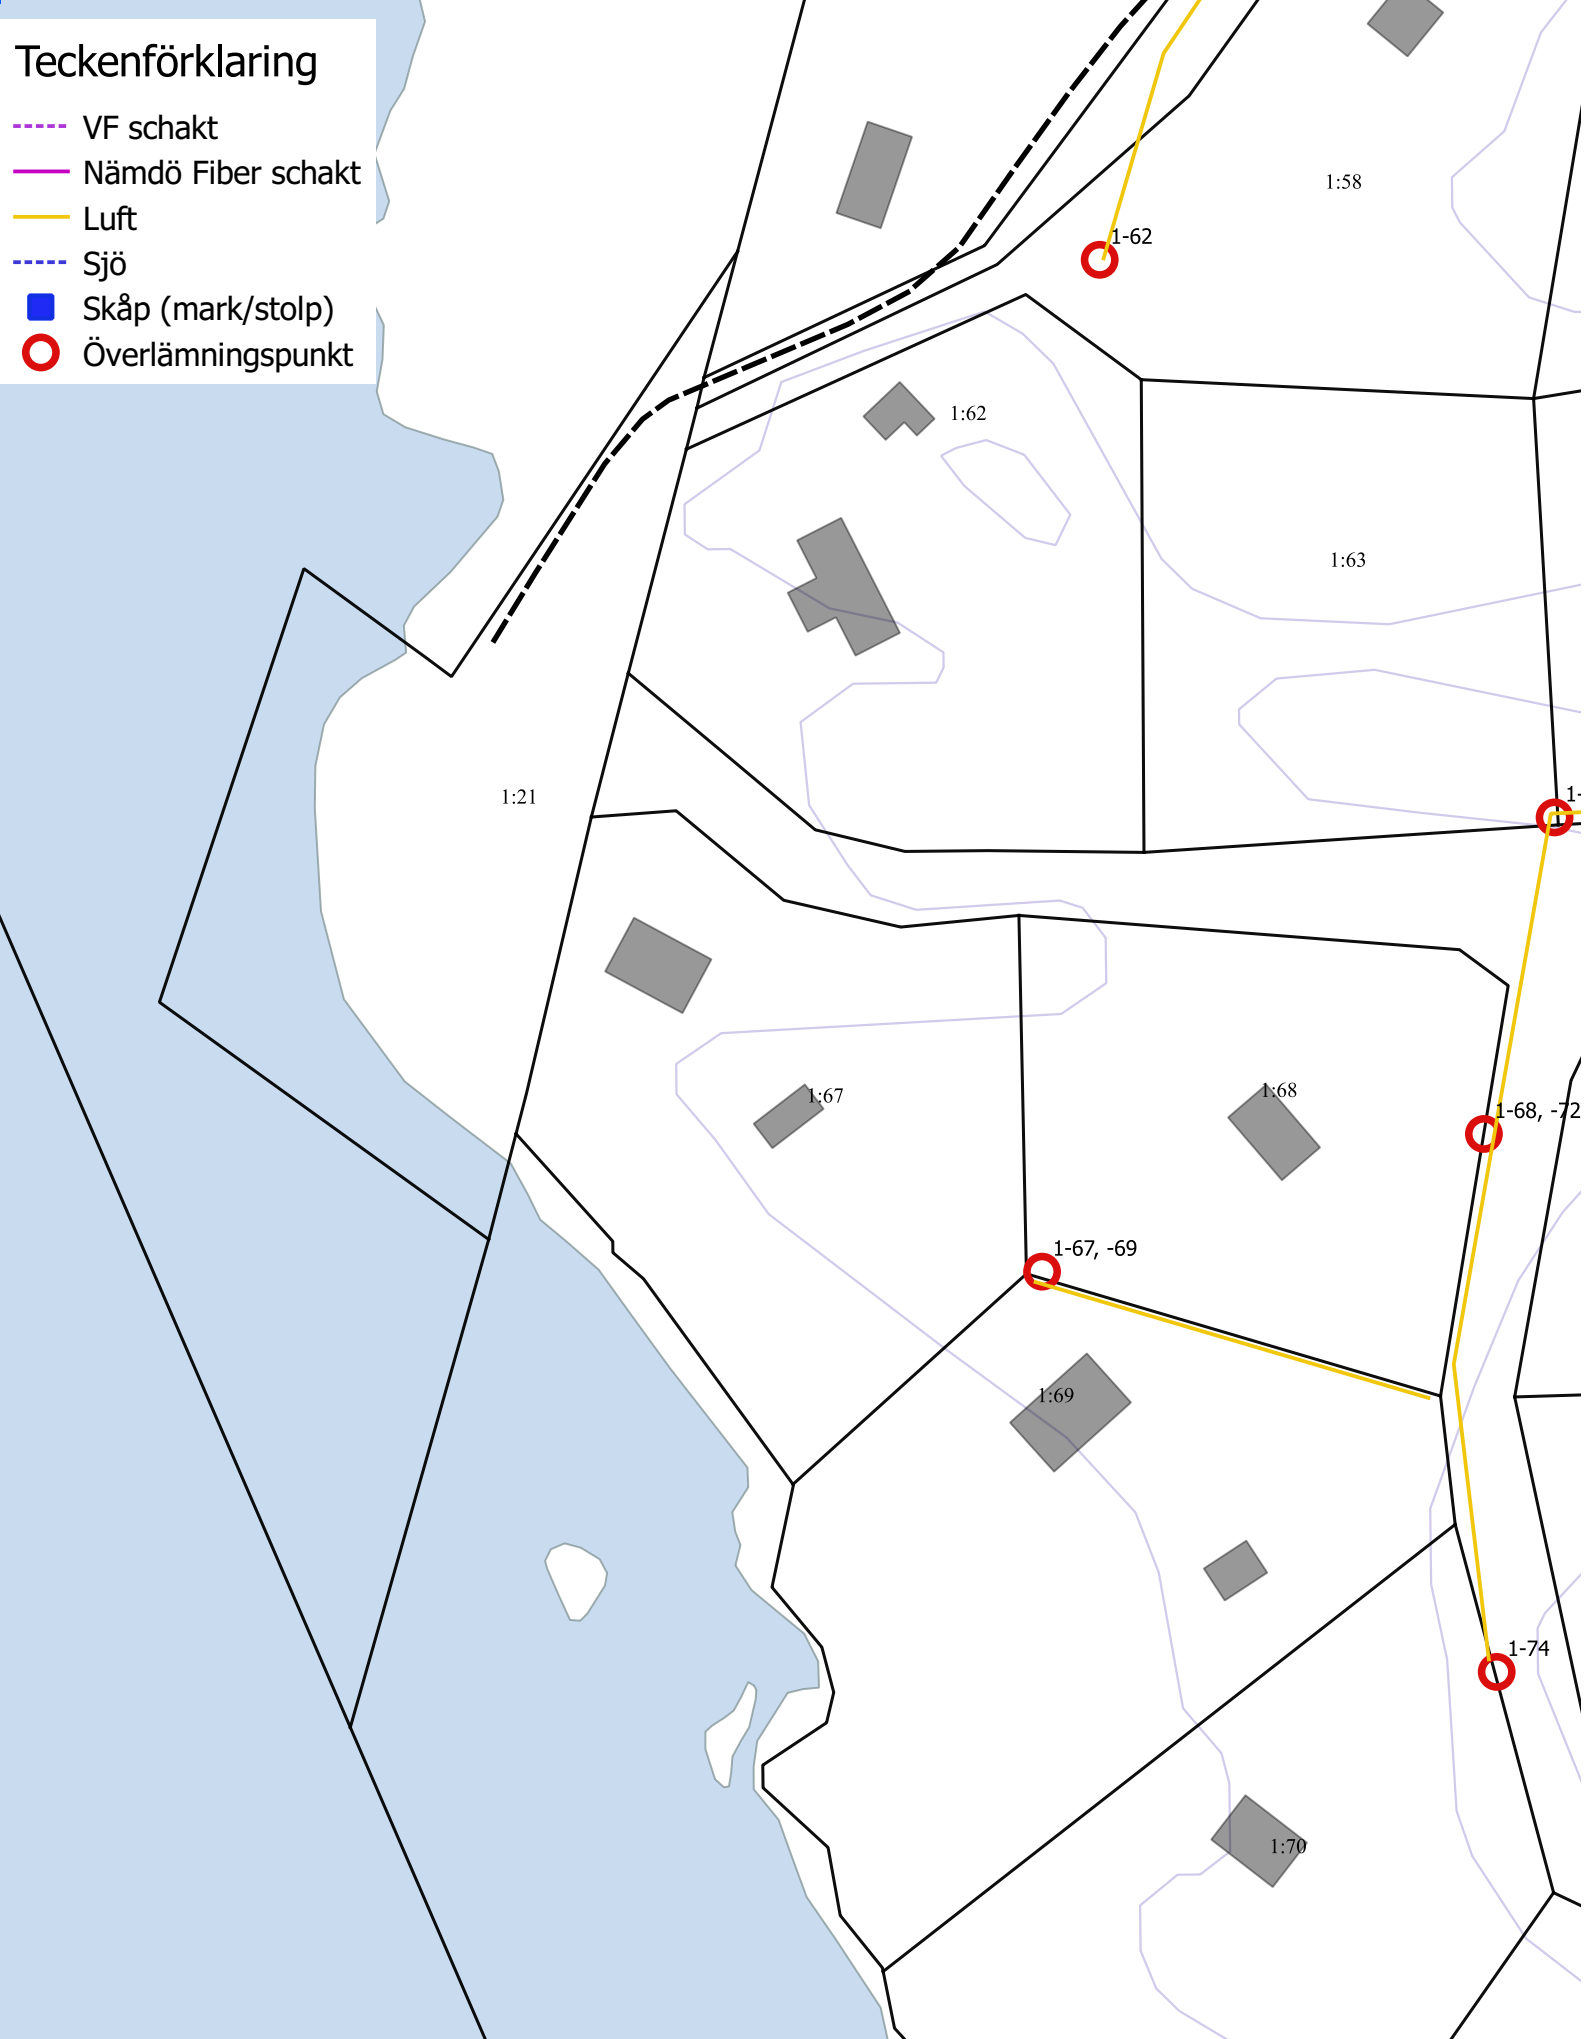 Teckenförklaring
VF schakt
Nämdö Fiber schakt
Luft
Sjö
Skåp (mark/stolp)
Överlämningspunkt
1:58
1-62
1:62
1:63
1:21
1-
1:67
1:68
1-68, -72
1-67, -69
1:69
1-74
1:70